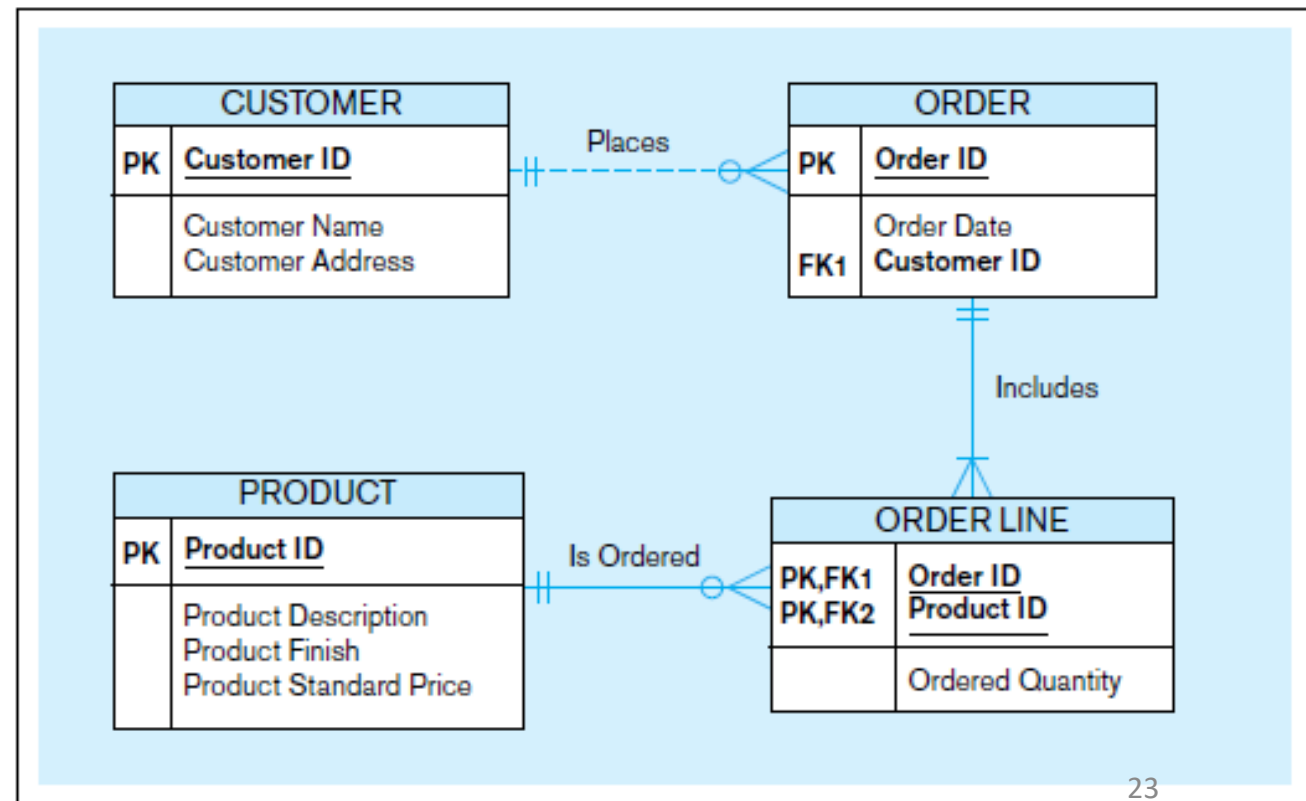 CUSTOMER
PK Customer ID
Customer Name
Customer Address
Places
ORDER
PK Order ID
Order Date
FK1 Customer ID
Includes
PRODUCT
PK Product ID
Product Description
Product Finish
Product Standard Price
Is Ordered
ORDER LINE
PK,FK1 Order ID
PK,FK2 Product ID
Ordered Quantity
23